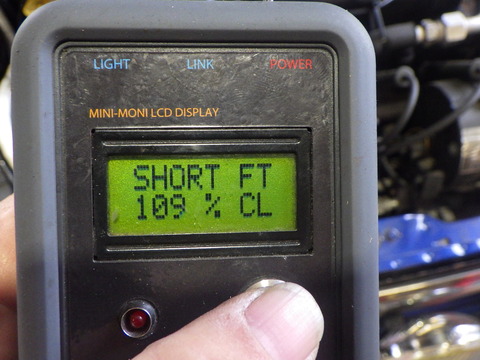 LIGHT LINK POWER
MINI-MONI LCD DISPLAY
SHORT FT
109 % CL